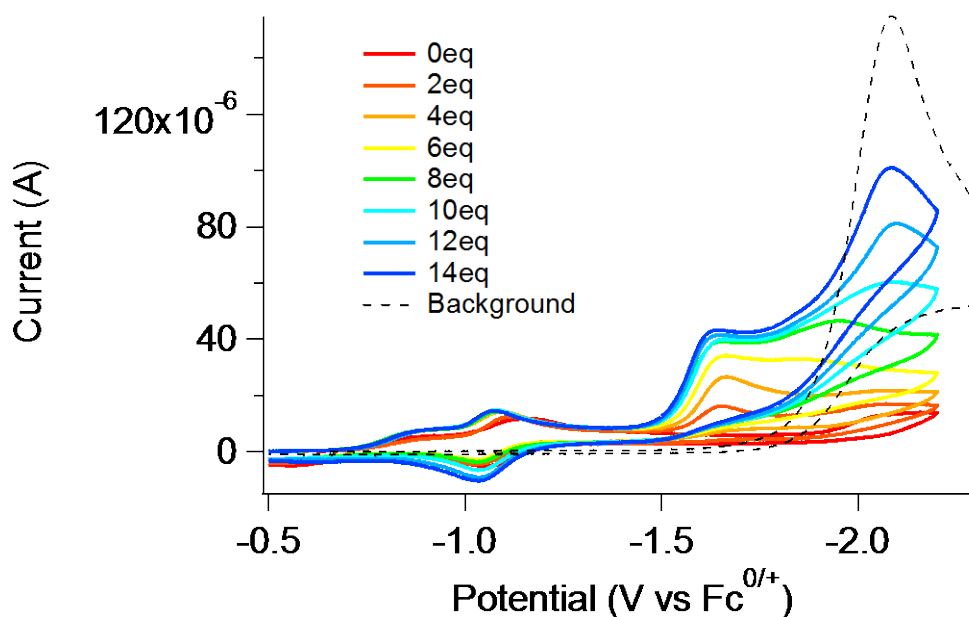 Current (A)
120x10⁻⁶
80
40
0
0eq
2eq
4eq
6eq
8eq
10eq
12eq
14eq
Background
-0.5 -1.0 -1.5 -2.0
Potential (V vs Fc⁰/⁺)